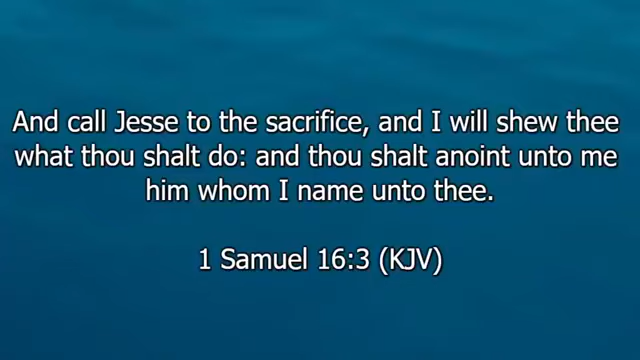 And call Jesse to the sacrifice, and I will shew thee
what thou shalt do: and thou shalt anoint unto me
him whom I name unto thee.
1 Samuel 16:3 (KJV)